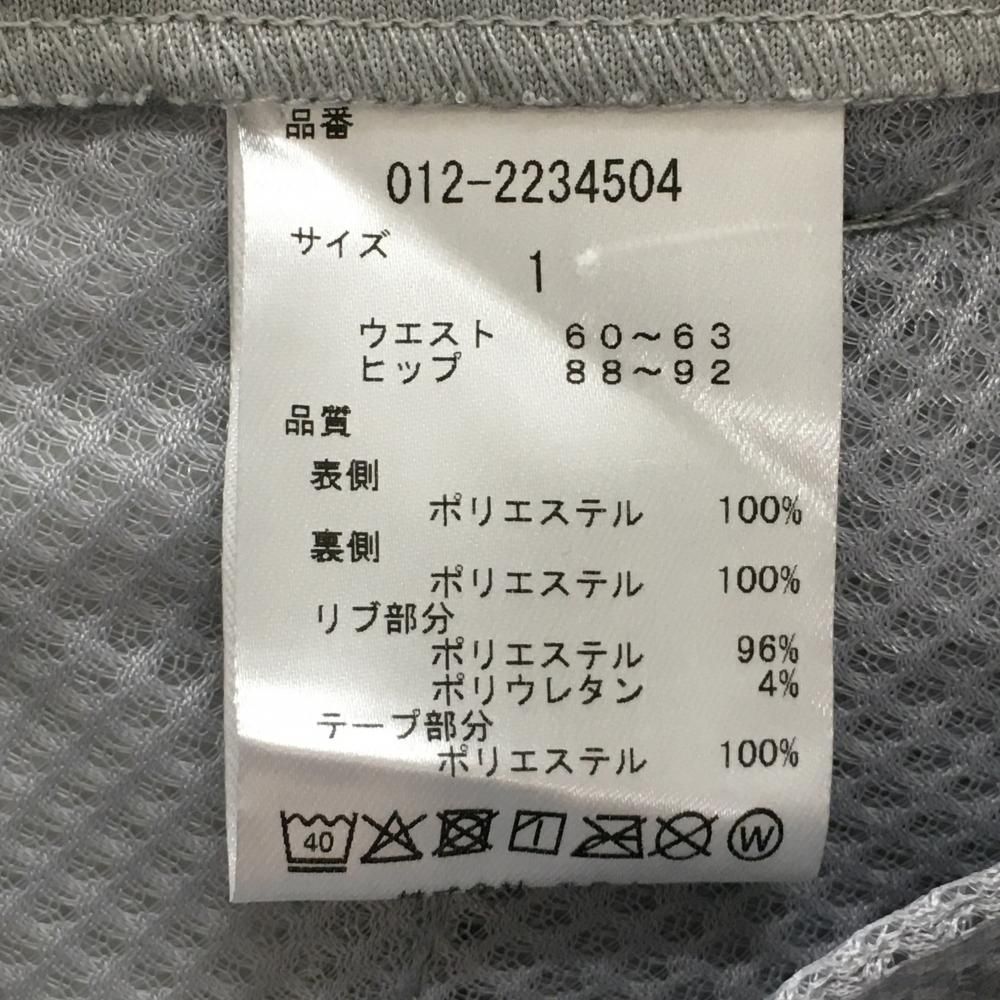 品番
012-2234504
サイズ
1
ウエスト 60～63
ヒップ 88～92
品質
表側
ポリエステル 100%
裏側
ポリエステル 100%
リブ部分
ポリエステル 96%
ポリウレタン 4%
テープ部分
ポリエステル 100%
40 W